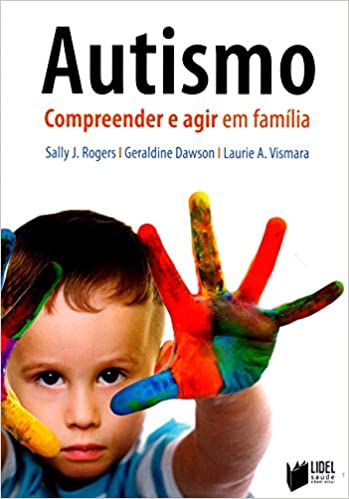 Autismo
Compreender e agir em família
Sally J. Rogers I Geraldine Dawson I Laurie A. Vismara
LIDEL
saúde